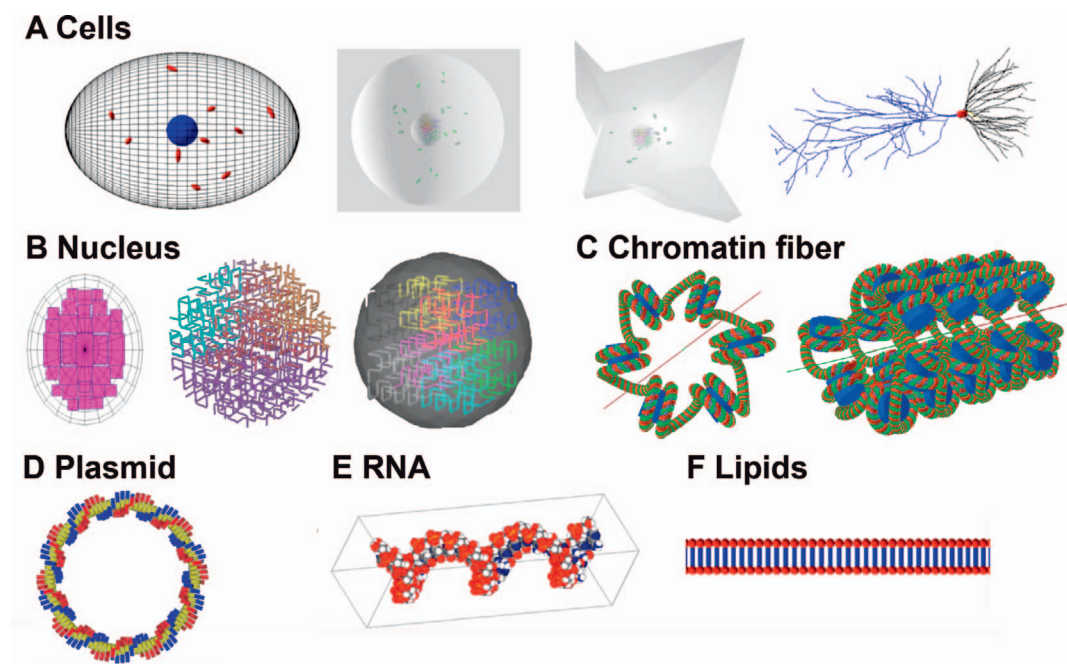 A Cells
B Nucleus
C Chromatin fiber
D Plasmid
E RNA
F Lipids